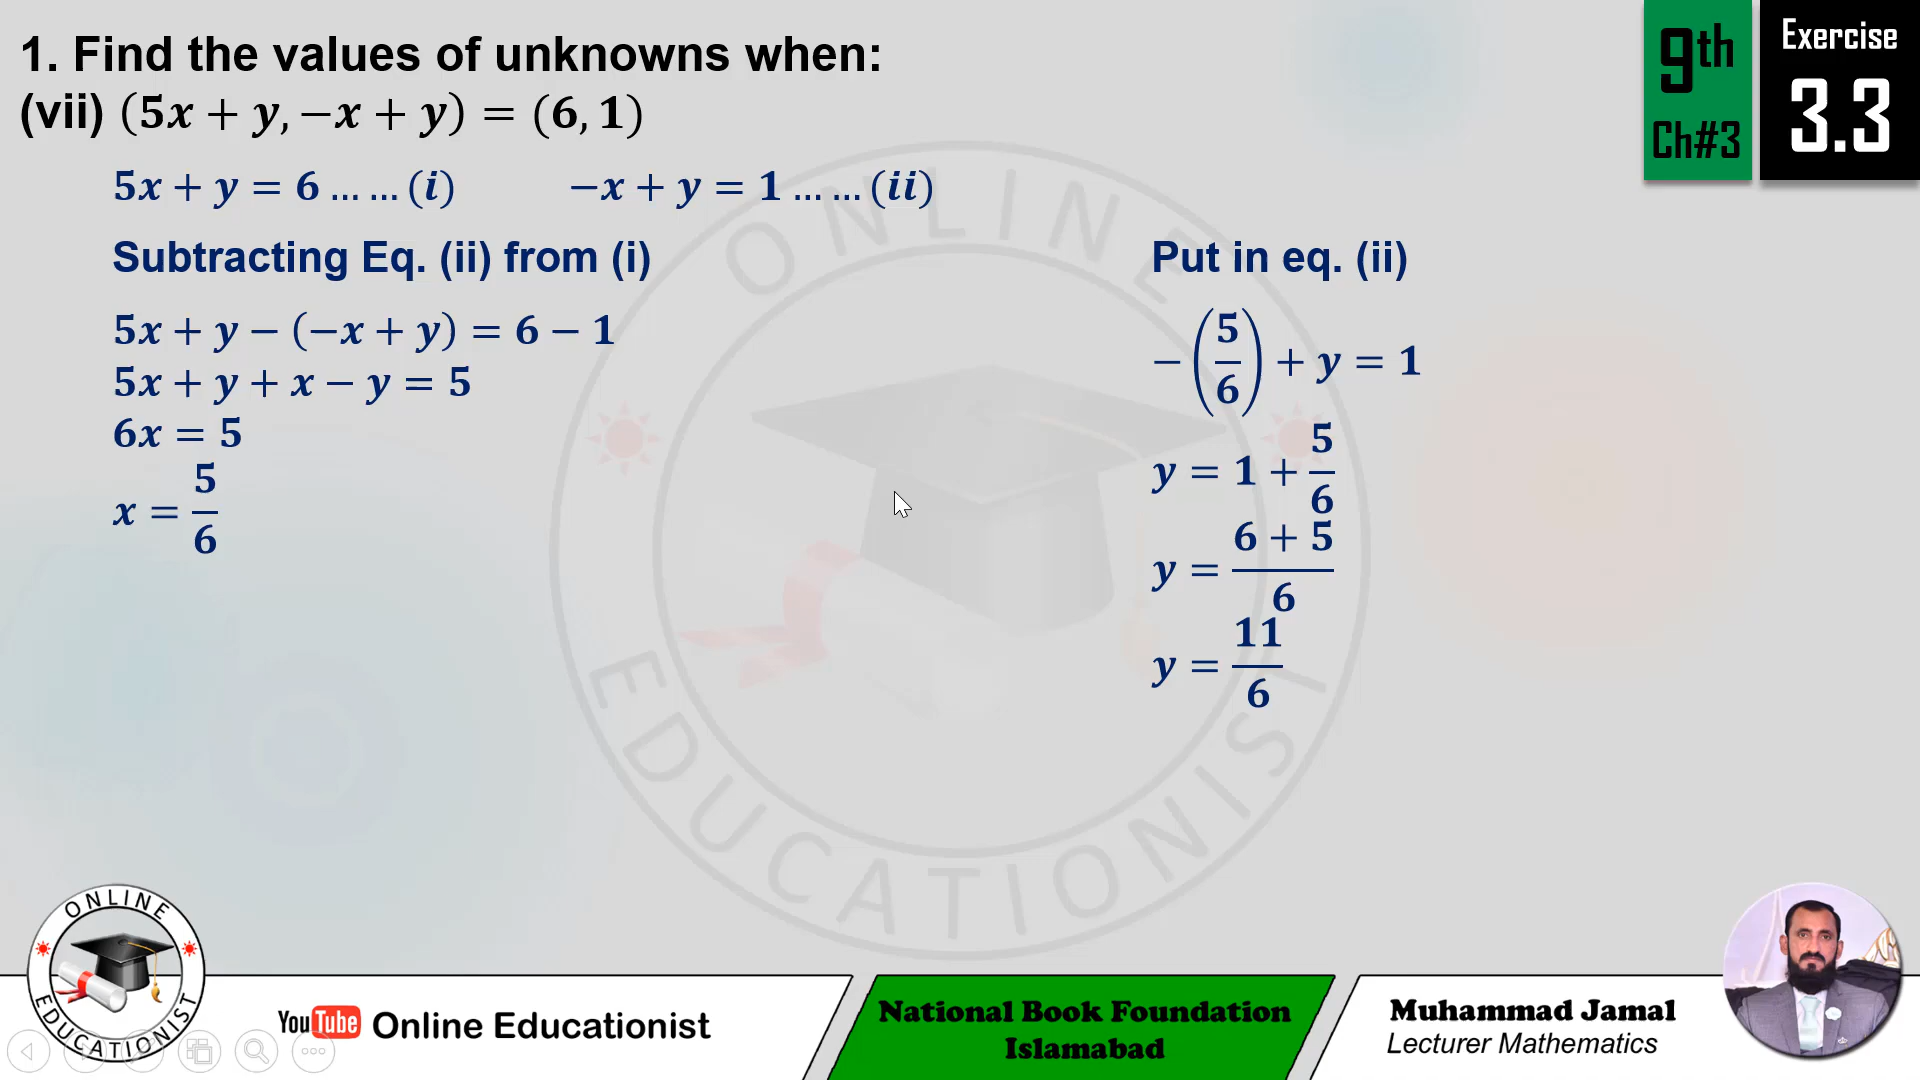 1. Find the values of unknowns when:
(vii) (5x + y, −x + y) = (6, 1)
5x + y = 6 … … (i)
−x + y = 1 … … (ii)
Subtracting Eq. (ii) from (i)
5x + y − (−x + y) = 6 − 1
5x + y + x − y = 5
6x = 5
x = 5/6
Put in eq. (ii)
−(5/6) + y = 1
y = 1 + 5/6
y = (6 + 5)/6
y = 11/6
9th
Ch#3
Exercise
3.3
ONLINE
EDUCATIONIST
ONLINE
EDUCATIONIST
YouTube Online Educationist
National Book Foundation
Islamabad
Muhammad Jamal
Lecturer Mathematics